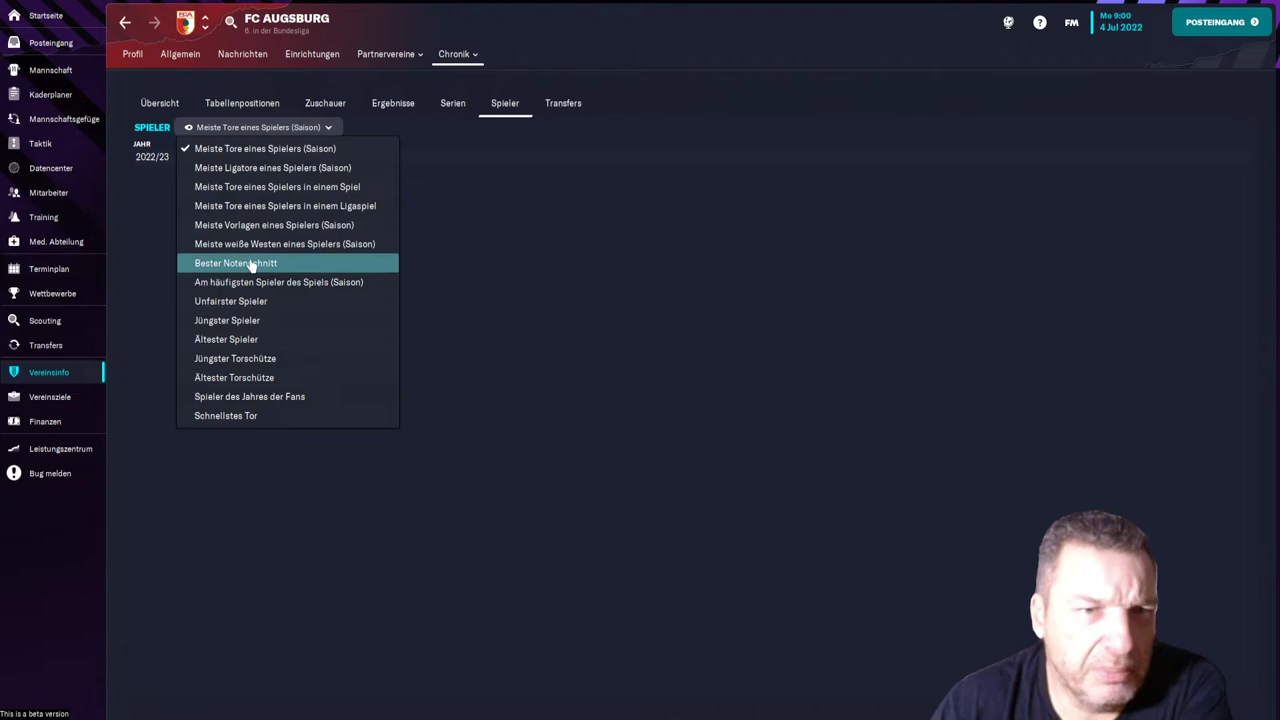 Startseite
Posteingang
Mannschaft
Kaderplaner
Mannschaftsgefüge
Taktik
Datencenter
Mitarbeiter
Training
Med. Abteilung
Terminplan
Wettbewerbe
Scouting
Transfers
Vereinsinfo
Vereinsziele
Finanzen
Leistungszentrum
Bug melden
This is a beta version
FC AUGSBURG
6. in der Bundesliga
FM
Mo 9:00
4 Jul 2022
POSTEINGANG
Profil
Allgemein
Nachrichten
Einrichtungen
Partnervereine
Chronik
Übersicht
Tabellenpositionen
Zuschauer
Ergebnisse
Serien
Spieler
Transfers
SPIELER
Meiste Tore eines Spielers (Saison)
JAHR
2022/23
Meiste Tore eines Spielers (Saison)
Meiste Ligatore eines Spielers (Saison)
Meiste Tore eines Spielers in einem Spiel
Meiste Tore eines Spielers in einem Ligaspiel
Meiste Vorlagen eines Spielers (Saison)
Meiste weiße Westen eines Spielers (Saison)
Bester Notenschnitt
Am häufigsten Spieler des Spiels (Saison)
Unfairster Spieler
Jüngster Spieler
Ältester Spieler
Jüngster Torschütze
Ältester Torschütze
Spieler des Jahres der Fans
Schnellstes Tor